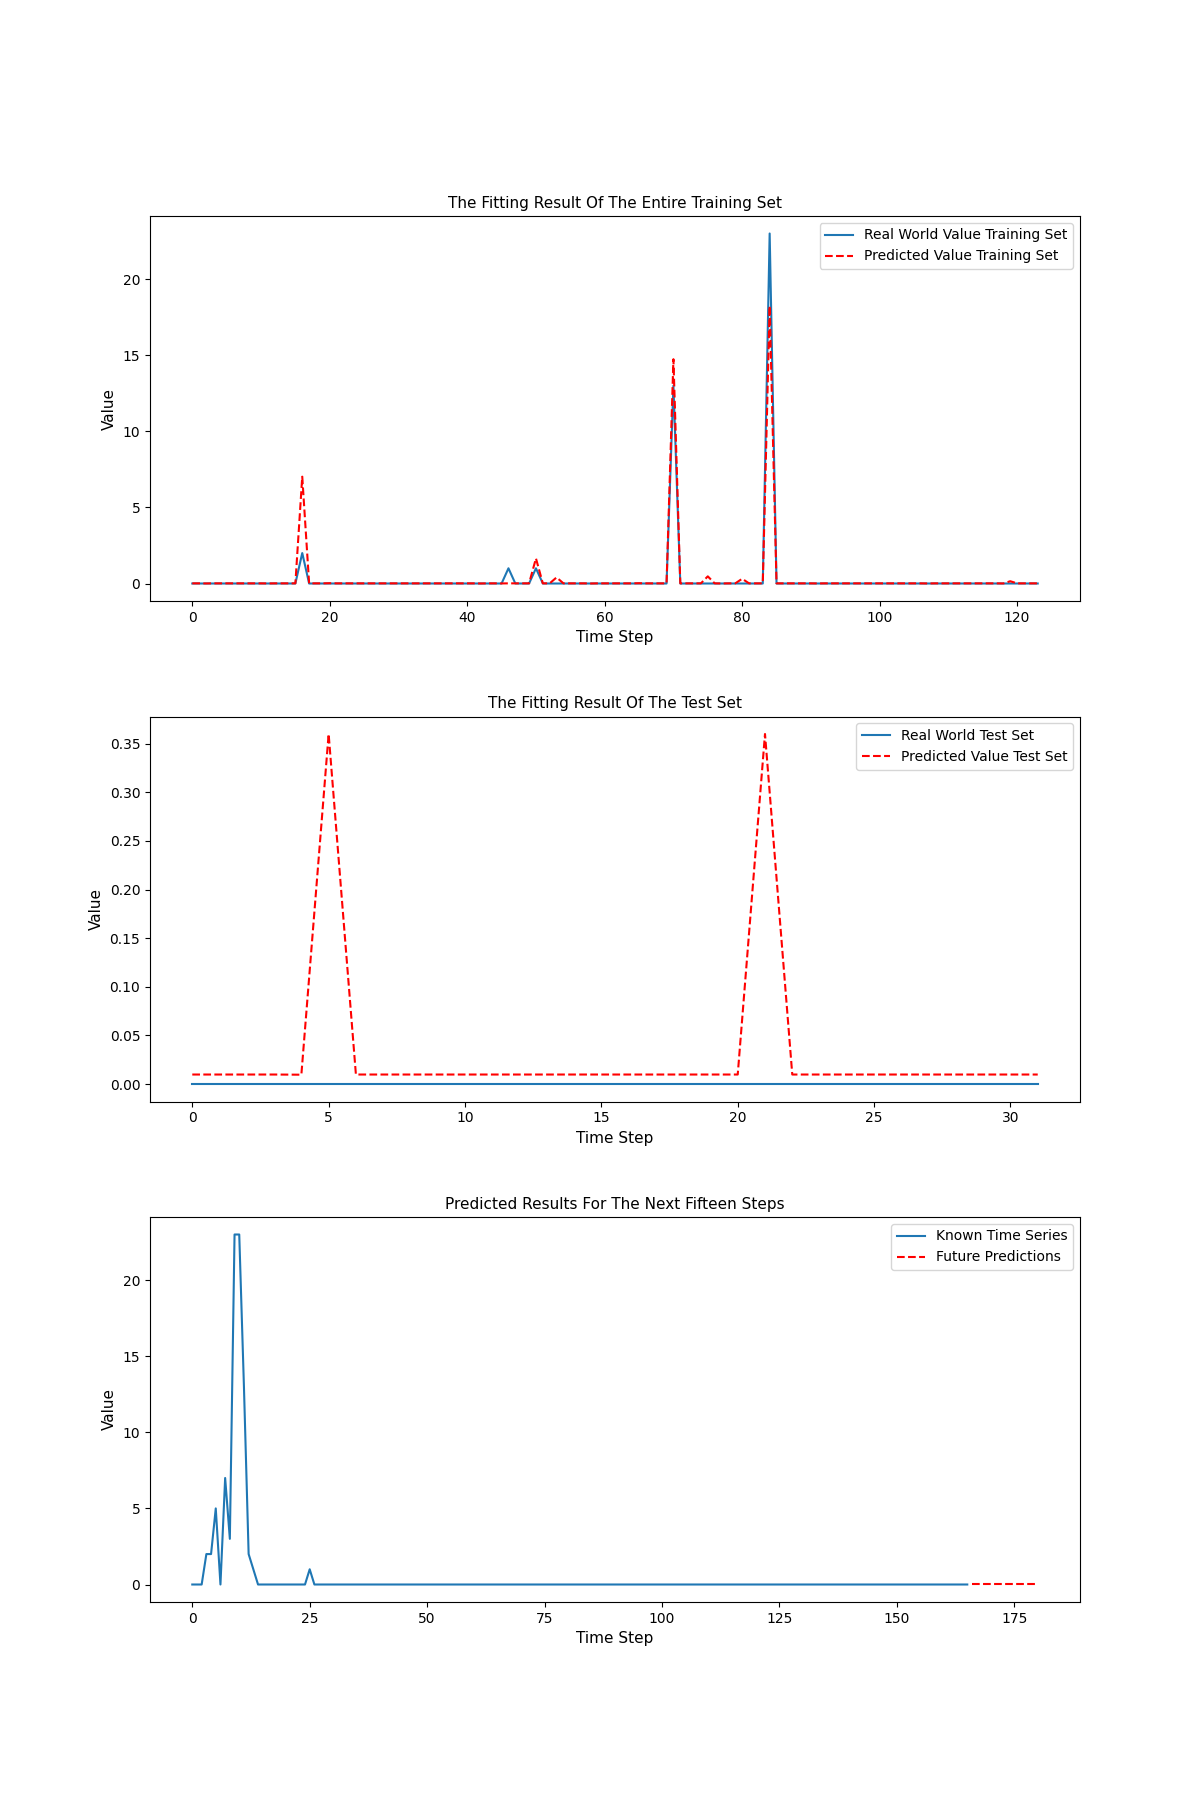 The Fitting Result Of The Entire Training Set
Real World Value Training Set
Predicted Value Training Set
20
15
10
5
0
Value
0 20 40 60 80 100 120
Time Step
The Fitting Result Of The Test Set
Real World Test Set
Predicted Value Test Set
0.35
0.30
0.25
0.20
0.15
0.10
0.05
0.00
Value
0 5 10 15 20 25 30
Time Step
Predicted Results For The Next Fifteen Steps
Known Time Series
Future Predictions
20
15
10
5
0
Value
0 25 50 75 100 125 150 175
Time Step